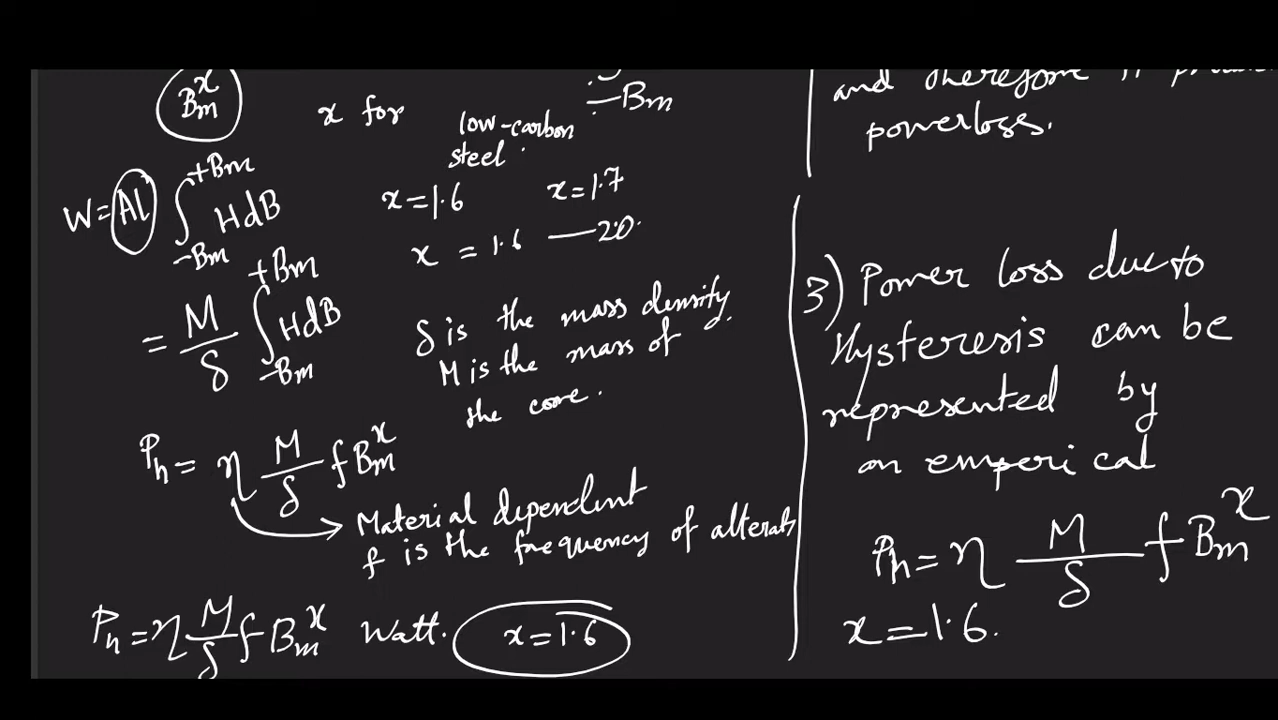 Bm^x
x for
low-carbon
steel.
x = 1.6
x = 1.7
x = 1.6 — 2.0.
— Bm
W = Al ∫_{-Bm}^{+Bm} HdB
= M/δ ∫_{-Bm}^{+Bm} HdB
δ is the mass density
M is the mass of
the core.
Ph = η M/δ f Bm^x
Material dependent
f is the frequency of
Ph = η M/δ f Bm^x Watt.
x = 1.6
and therefore it
powerloses.
3) Power loss due to
Hysteresis can be
represented by
an emperical
Ph = η M/δ f Bm^x
x = 1.6.